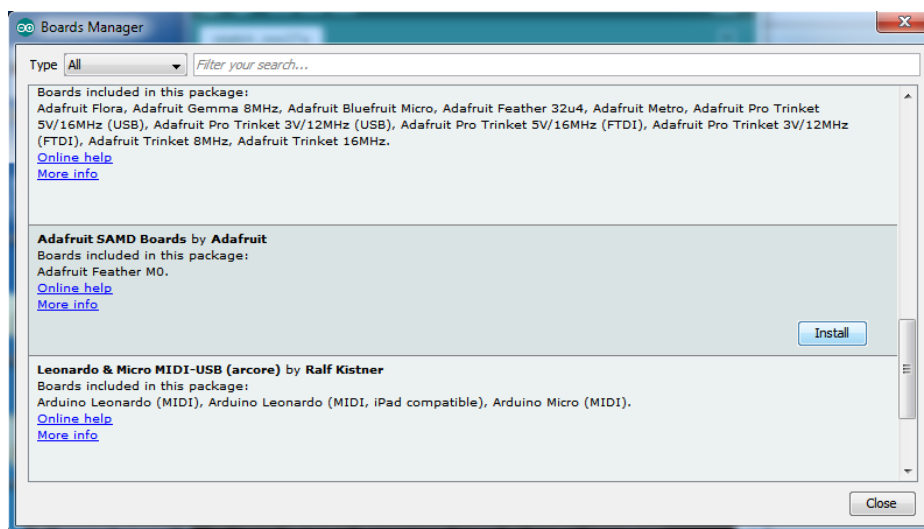 Boards Manager
Type All Filter your search...
Boards included in this package:
Adafruit Flora, Adafruit Gemma 8MHz, Adafruit Bluefruit Micro, Adafruit Feather 32u4, Adafruit Metro, Adafruit Pro Trinket
5V/16MHz (USB), Adafruit Pro Trinket 3V/12MHz (USB), Adafruit Pro Trinket 5V/16MHz (FTDI), Adafruit Pro Trinket 3V/12MHz
(FTDI), Adafruit Trinket 8MHz, Adafruit Trinket 16MHz.
Online help
More info
Adafruit SAMD Boards by Adafruit
Boards included in this package:
Adafruit Feather M0.
Online help
More info
Install
Leonardo & Micro MIDI-USB (arcore) by Ralf Kistner
Boards included in this package:
Arduino Leonardo (MIDI), Arduino Leonardo (MIDI, iPad compatible), Arduino Micro (MIDI).
Online help
More info
Close